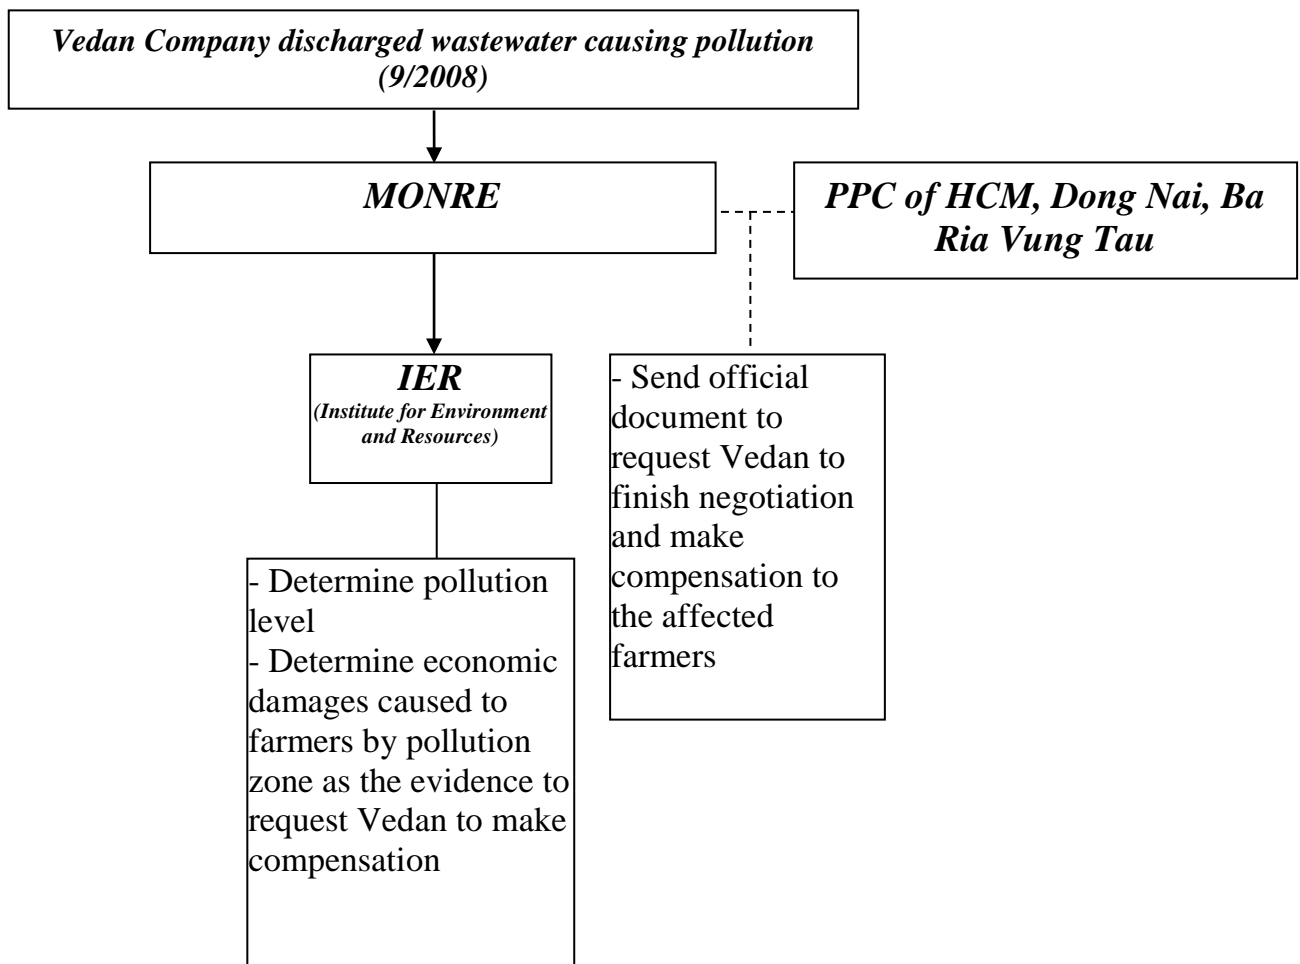 Vedan Company discharged wastewater causing pollution
(9/2008)
MONRE
PPC of HCM, Dong Nai, Ba
Ria Vung Tau
IER
(Institute for Environment
and Resources)
- Send official
document to
request Vedan to
finish negotiation
and make
compensation to
the affected
farmers
- Determine pollution
level
- Determine economic
damages caused to
farmers by pollution
zone as the evidence to
request Vedan to make
compensation